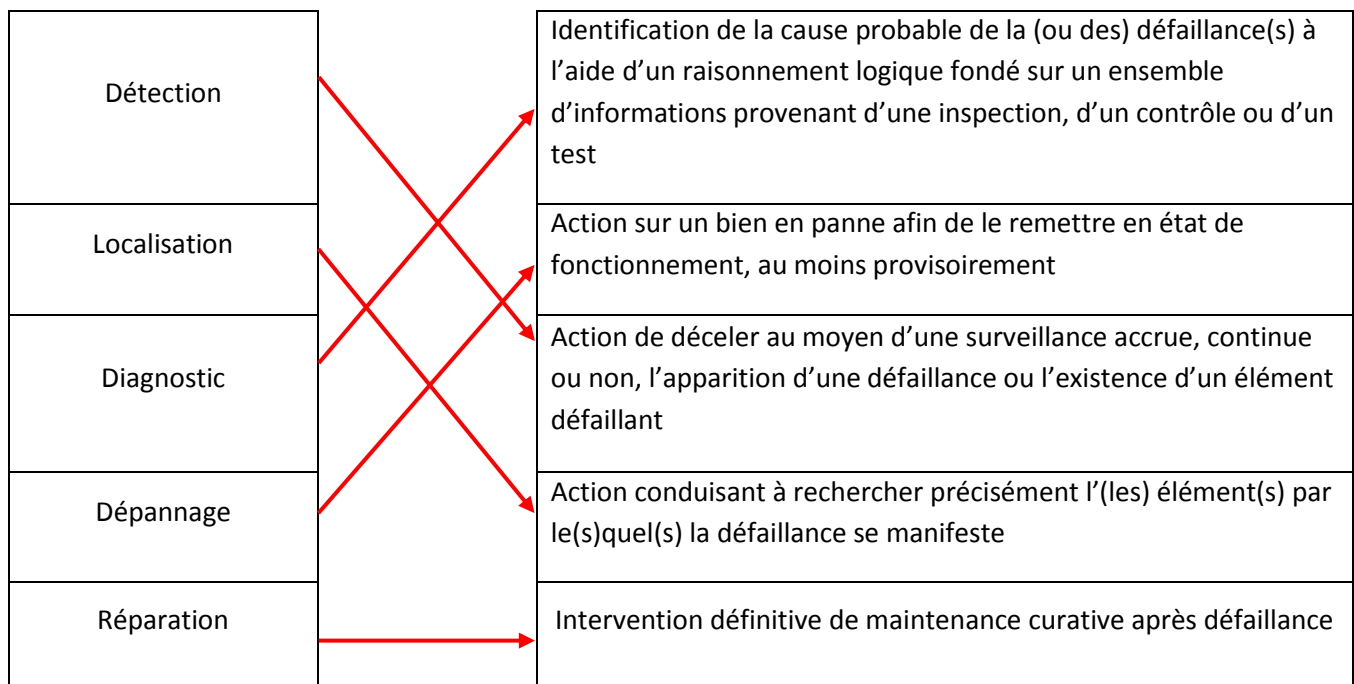 Détection
Identification de la cause probable de la (ou des) défaillance(s) à
l’aide d’un raisonnement logique fondé sur un ensemble
d’informations provenant d’une inspection, d’un contrôle ou d’un
test
Localisation
Action sur un bien en panne afin de le remettre en état de
fonctionnement, au moins provisoirement
Diagnostic
Action de déceler au moyen d’une surveillance accrue, continue
ou non, l’apparition d’une défaillance ou l’existence d’un élément
défaillant
Dépannage
Action conduisant à rechercher précisément l’(les) élément(s) par
le(s)quel(s) la défaillance se manifeste
Réparation
Intervention définitive de maintenance curative après défaillance